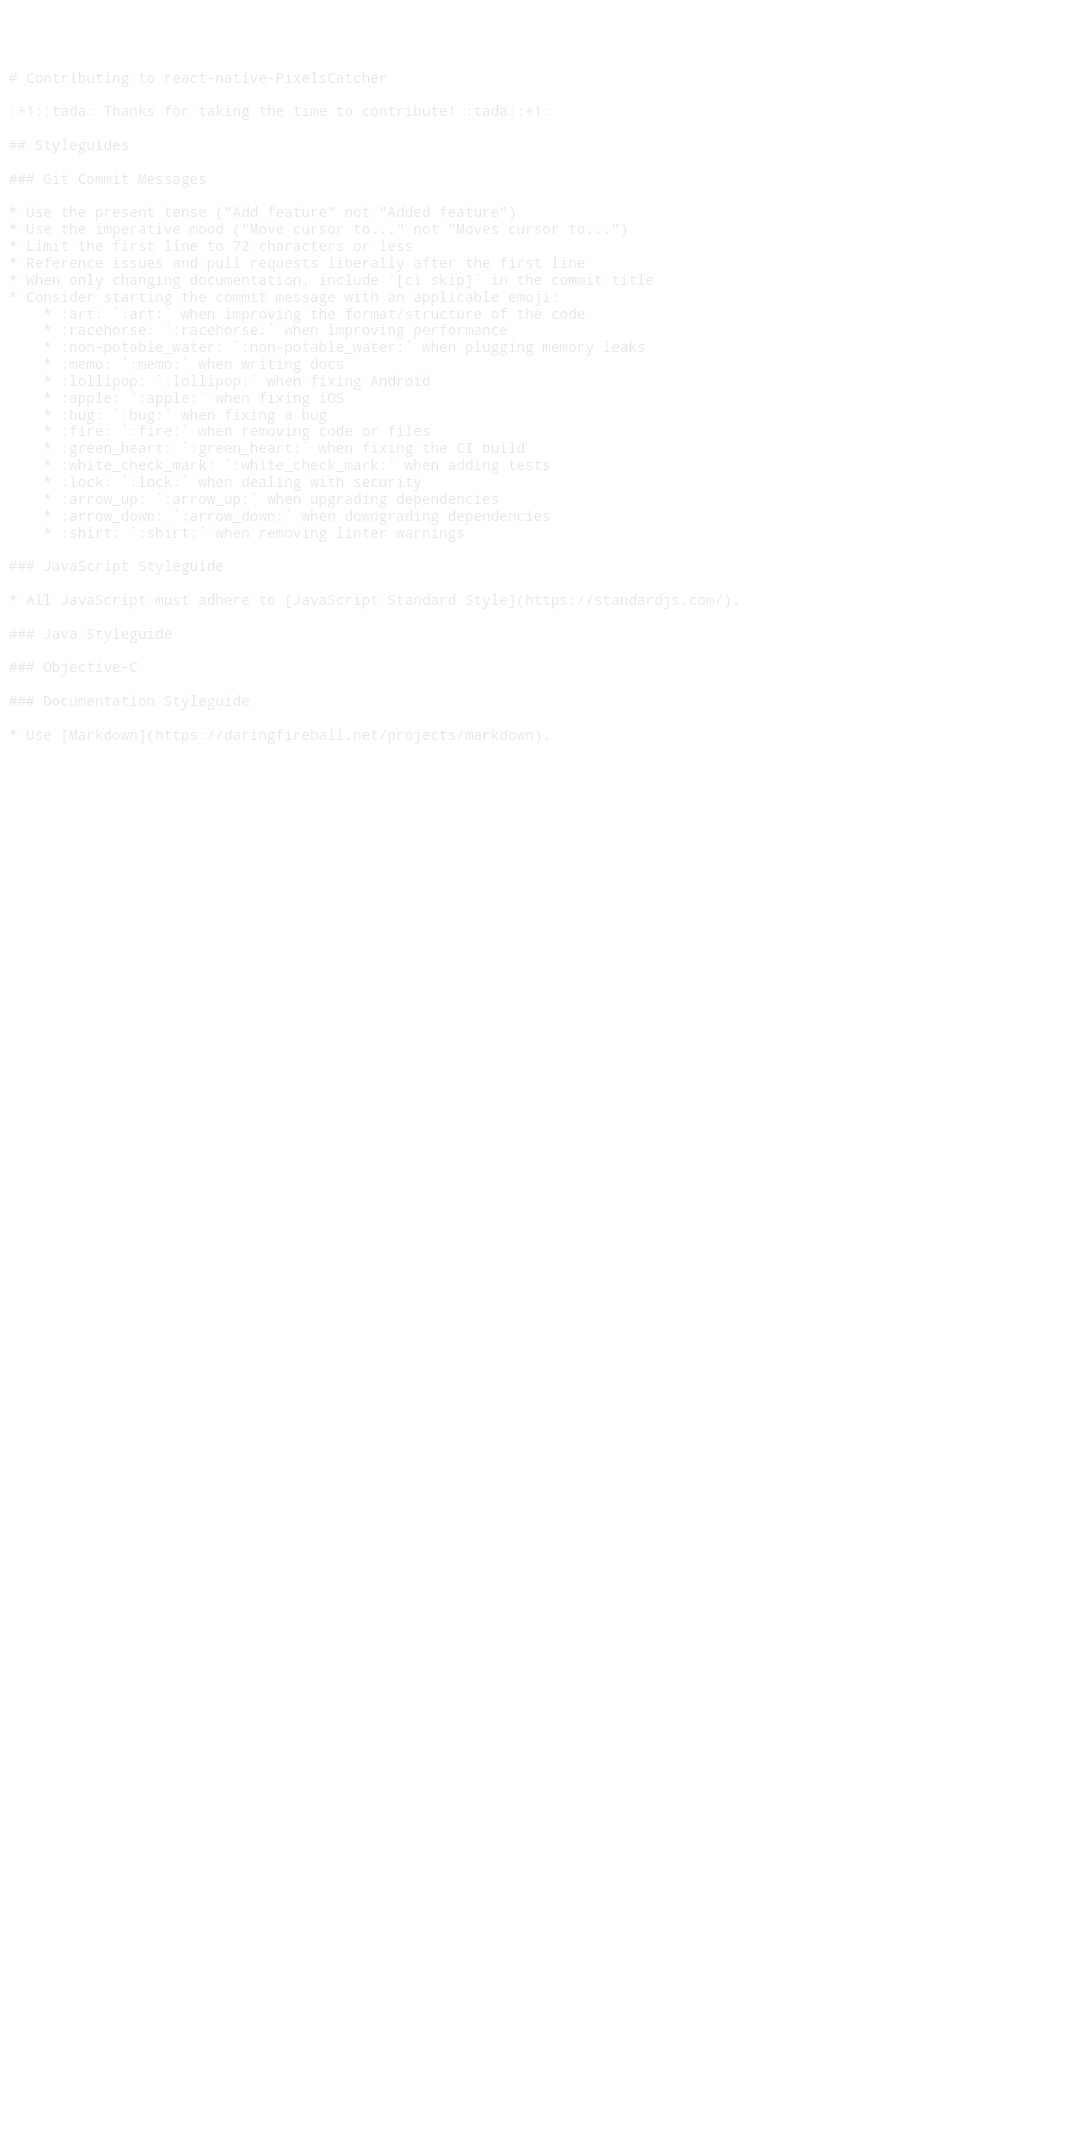 # Contributing to react-native-PixelsCatcher

:+1::tada: Thanks for taking the time to contribute! :tada::+1:

## Styleguides

### Git Commit Messages

* Use the present tense ("Add feature" not "Added feature")
* Use the imperative mood ("Move cursor to..." not "Moves cursor to...")
* Limit the first line to 72 characters or less
* Reference issues and pull requests liberally after the first line
* When only changing documentation, include `[ci skip]` in the commit title
* Consider starting the commit message with an applicable emoji:
    * :art: `:art:` when improving the format/structure of the code
    * :racehorse: `:racehorse:` when improving performance
    * :non-potable_water: `:non-potable_water:` when plugging memory leaks
    * :memo: `:memo:` when writing docs
    * :lollipop: `:lollipop:` when fixing Android
    * :apple: `:apple:` when fixing iOS
    * :bug: `:bug:` when fixing a bug
    * :fire: `:fire:` when removing code or files
    * :green_heart: `:green_heart:` when fixing the CI build
    * :white_check_mark: `:white_check_mark:` when adding tests
    * :lock: `:lock:` when dealing with security
    * :arrow_up: `:arrow_up:` when upgrading dependencies
    * :arrow_down: `:arrow_down:` when downgrading dependencies
    * :shirt: `:shirt:` when removing linter warnings

### JavaScript Styleguide

* All JavaScript must adhere to [JavaScript Standard Style](https://standardjs.com/).

### Java Styleguide

### Objective-C

### Documentation Styleguide

* Use [Markdown](https://daringfireball.net/projects/markdown).